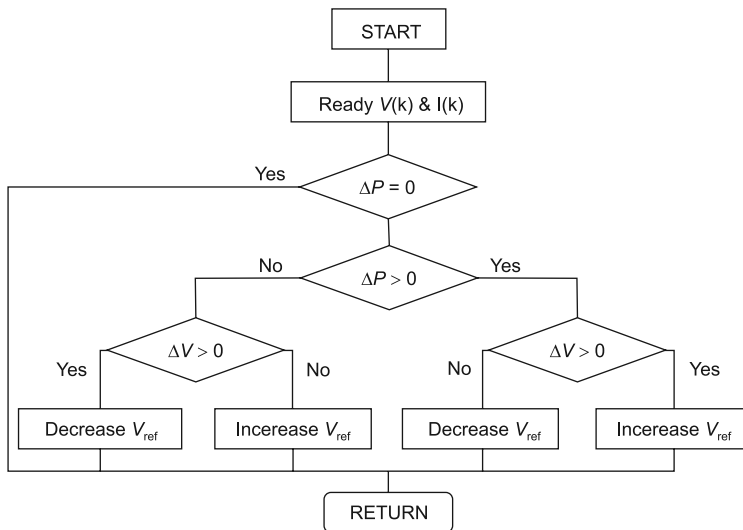 START
Ready V(k) & I(k)
Yes
ΔP = 0
No
ΔP > 0
Yes
Yes
ΔV > 0
No
No
ΔV > 0
Yes
Decrease Vref
Incerease Vref
Decrease Vref
Incerease Vref
RETURN